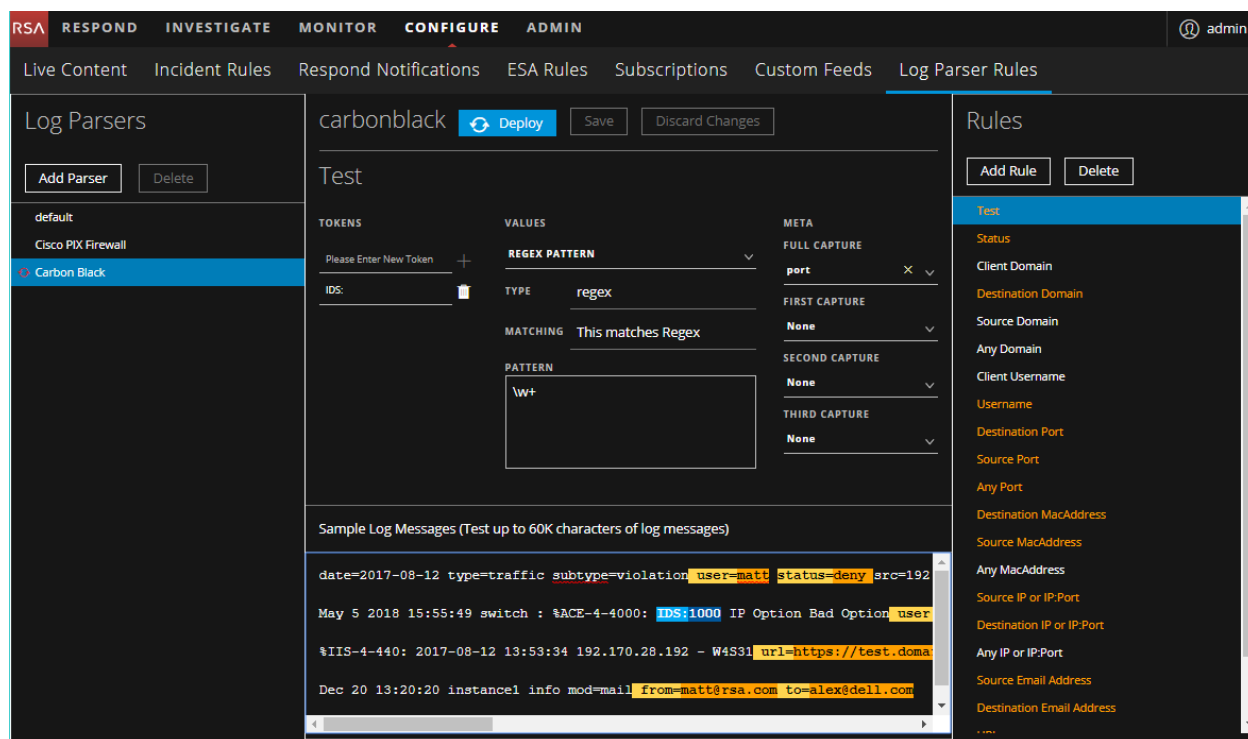 RSA RESPOND INVESTIGATE MONITOR CONFIGURE ADMIN admin
Live Content Incident Rules Respond Notifications ESA Rules Subscriptions Custom Feeds Log Parser Rules
Log Parsers
Add Parser Delete
default
Cisco PIX Firewall
Carbon Black
carbonblack Deploy Save Discard Changes
Test
TOKENS
Please Enter New Token
IDS:
VALUES
REGEX PATTERN
TYPE regex
MATCHING This matches Regex
PATTERN
\w+
META
FULL CAPTURE
port
FIRST CAPTURE
None
SECOND CAPTURE
None
THIRD CAPTURE
None
Sample Log Messages (Test up to 60K characters of log messages)
date=2017-08-12 type=traffic subtype=violation user=matt status=deny src=192
May 5 2018 15:55:49 switch : %ACE-4-4000: IDS:1000 IP Option Bad Option user
%IIS-4-440: 2017-08-12 13:53:34 192.170.28.192 - W4S31 url=https://test.doma
Dec 20 13:20:20 instance1 info mod=mail from=matt@rsa.com to=alex@dell.com
Rules
Add Rule Delete
Test
Status
Client Domain
Destination Domain
Source Domain
Any Domain
Client Username
Username
Destination Port
Source Port
Any Port
Destination MacAddress
Source MacAddress
Any MacAddress
Source IP or IP:Port
Destination IP or IP:Port
Any IP or IP:Port
Source Email Address
Destination Email Address